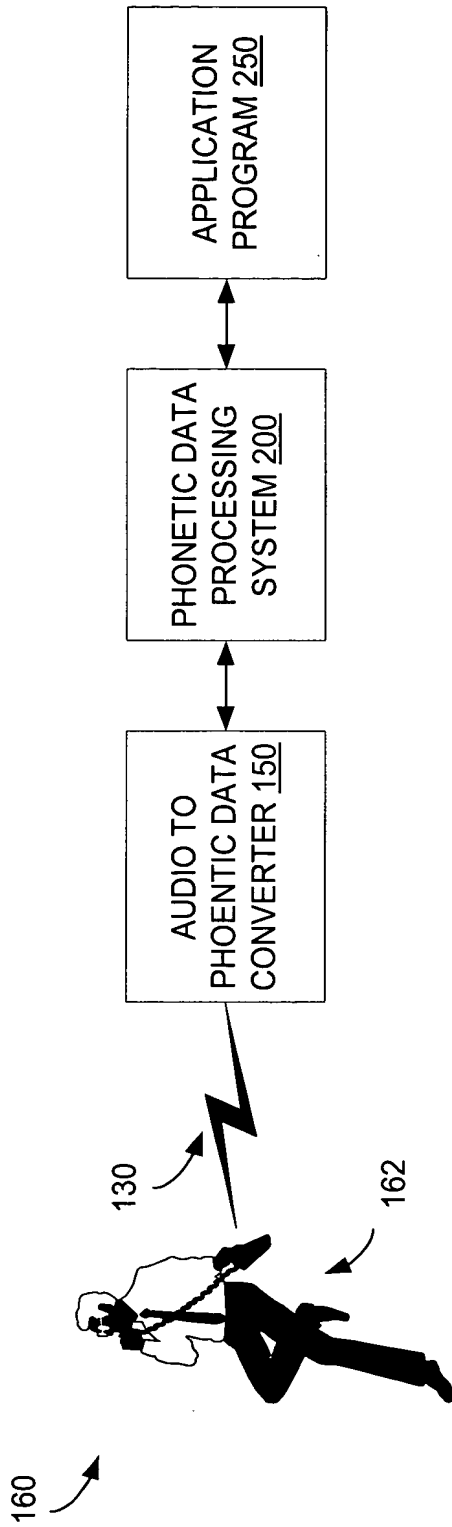 160
130
162
AUDIO TO
PHOENTIC DATA
CONVERTER 150
PHONETIC DATA
PROCESSING
SYSTEM 200
APPLICATION
PROGRAM 250